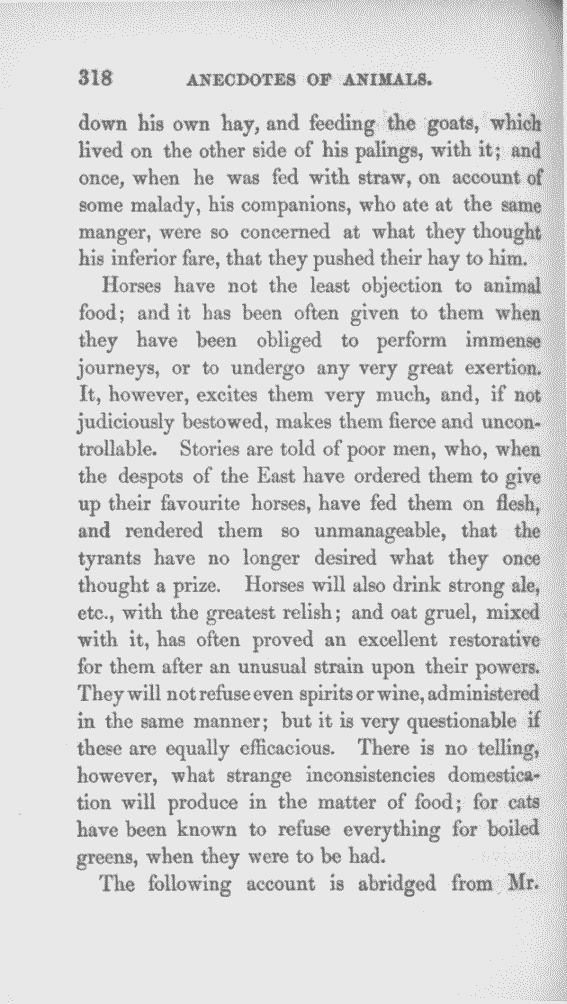 318 ANECDOTES OF ANIMALS.
down his own hay, and feeding the goats, which
lived on the other side of his palings, with it; and
once, when he was fed with straw, on account of
some malady, his companions, who ate at the same
manger, were so concerned at what they thought
his inferior fare, that they pushed their hay to him.
Horses have not the least objection to animal
food; and it has been often given to them when
they have been obliged to perform immense
journeys, or to undergo any very great exertion.
It, however, excites them very much, and, if not
judiciously bestowed, makes them fierce and uncon-
trollable. Stories are told of poor men, who, when
the despots of the East have ordered them to give
up their favourite horses, have fed them on flesh,
and rendered them so unmanageable, that the
tyrants have no longer desired what they once
thought a prize. Horses will also drink strong ale,
etc., with the greatest relish; and oat gruel, mixed
with it, has often proved an excellent restorative
for them after an unusual strain upon their powers.
They will not refuse even spirits or wine, administered
in the same manner; but it is very questionable if
these are equally efficacious. There is no telling,
however, what strange inconsistencies domestica-
tion will produce in the matter of food; for cats
have been known to refuse everything for boiled
greens, when they were to be had.
The following account is abridged from Mr.